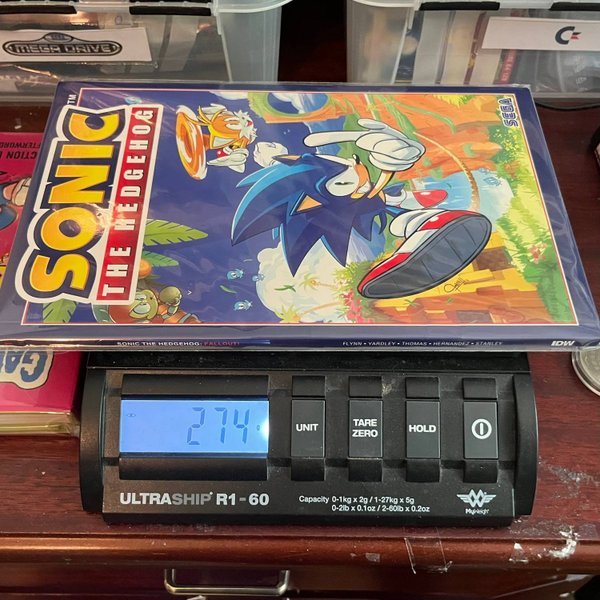 MEGA DRIVE
SONIC
THE HEDGEHOG
TM
SEGA
SONIC THE HEDGEHOG: FALLOUT!
FLYNN • YARDLEY • THOMAS • HERNANDEZ • STANLEY
IDW
274
UNIT
TARE
ZERO
HOLD
ULTRASHIP R1-60
Capacity 0-1kg x 2g / 1-27kg x 5g
0-2lb x 0.1oz / 2-60lb x 0.2oz
MyWeigh